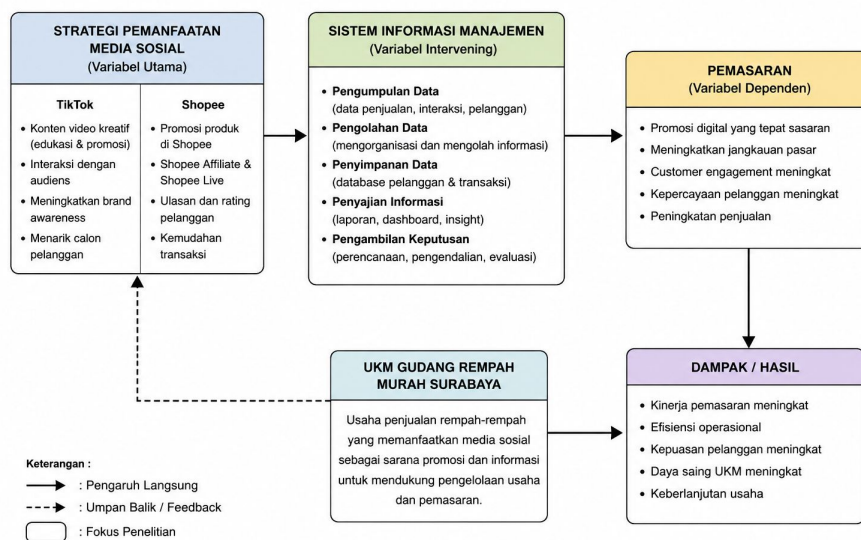 STRATEGI PEMANFAATAN
MEDIA SOSIAL
(Variabel Utama)
TikTok
• Konten video kreatif
(edukasi & promosi)
• Interaksi dengan
audiens
• Meningkatkan brand
awareness
• Menarik calon
pelanggan
Shopee
• Promosi produk
di Shopee
• Shopee Affiliate &
Shopee Live
• Ulasan dan rating
pelanggan
• Kemudahan
transaksi
SISTEM INFORMASI MANAJEMEN
(Variabel Intervening)
• Pengumpulan Data
(data penjualan, interaksi, pelanggan)
• Pengolahan Data
(mengorganisasi dan mengolah informasi)
• Penyimpanan Data
(database pelanggan & transaksi)
• Penyajian Informasi
(laporan, dashboard, insight)
• Pengambilan Keputusan
(perencanaan, pengendalian, evaluasi)
PEMASARAN
(Variabel Dependen)
• Promosi digital yang tepat sasaran
• Meningkatkan jangkauan pasar
• Customer engagement meningkat
• Kepercayaan pelanggan meningkat
• Peningkatan penjualan
UKM GUDANG REMPAH
MURAH SURABAYA
Usaha penjualan rempah-rempah
yang memanfaatkan media sosial
sebagai sarana promosi dan informasi
untuk mendukung pengelolaan usaha
dan pemasaran.
DAMPAK / HASIL
• Kinerja pemasaran meningkat
• Efisiensi operasional
• Kepuasan pelanggan meningkat
• Daya saing UKM meningkat
• Keberlanjutan usaha
Keterangan :
: Pengaruh Langsung
: Umpan Balik / Feedback
: Fokus Penelitian